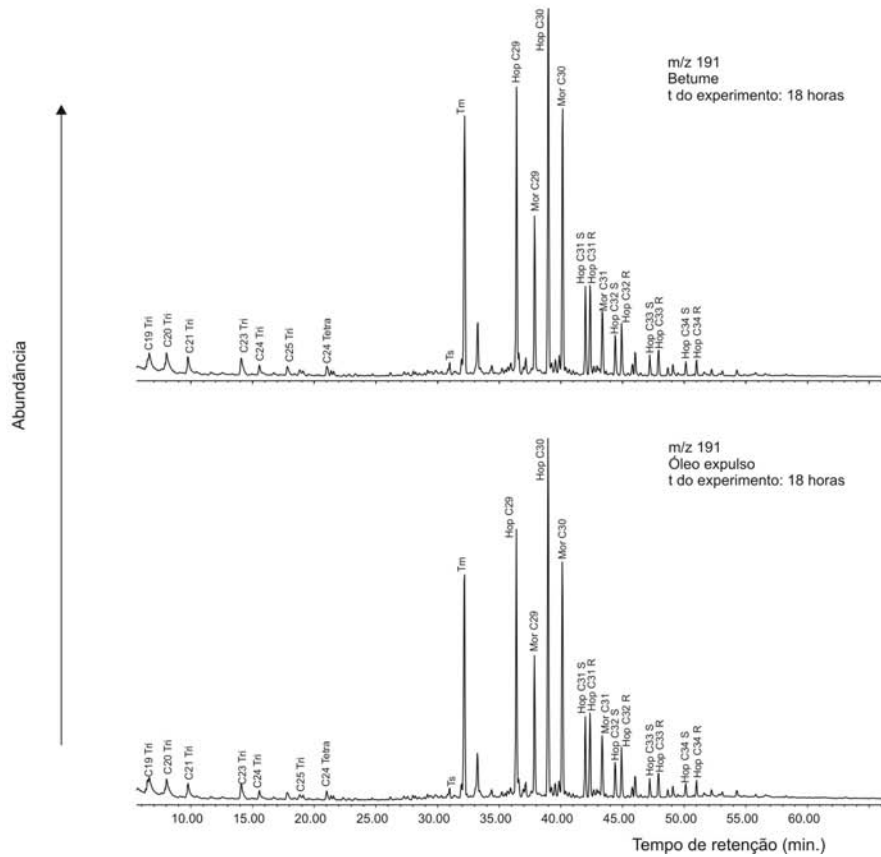 m/z 191
Betume
t do experimento: 18 horas
Hop C30
Hop C29
Tm
Mor C30
Mor C29
Hop C31 S
Hop C31 R
Mor C31
Hop C32 S
Hop C32 R
Hop C33 S
Hop C33 R
Hop C34 S
Hop C34 R
C19 Tri
C20 Tri
C21 Tri
C23 Tri
C24 Tri
C25 Tri
C24 Tetra
Ts
Abundância
m/z 191
Óleo expulso
t do experimento: 18 horas
Hop C30
Hop C29
Tm
Mor C30
Mor C29
Hop C31 S
Hop C31 R
Mor C31
Hop C32 S
Hop C32 R
Hop C33 S
Hop C33 R
Hop C34 S
Hop C34 R
C19 Tri
C20 Tri
C21 Tri
C23 Tri
C24 Tri
C25 Tri
C24 Tetra
Ts
10.00 20.00 25.00 35.00 40.00 45.00 50.00 55.00 60.00
Tempo de retenção (min.)